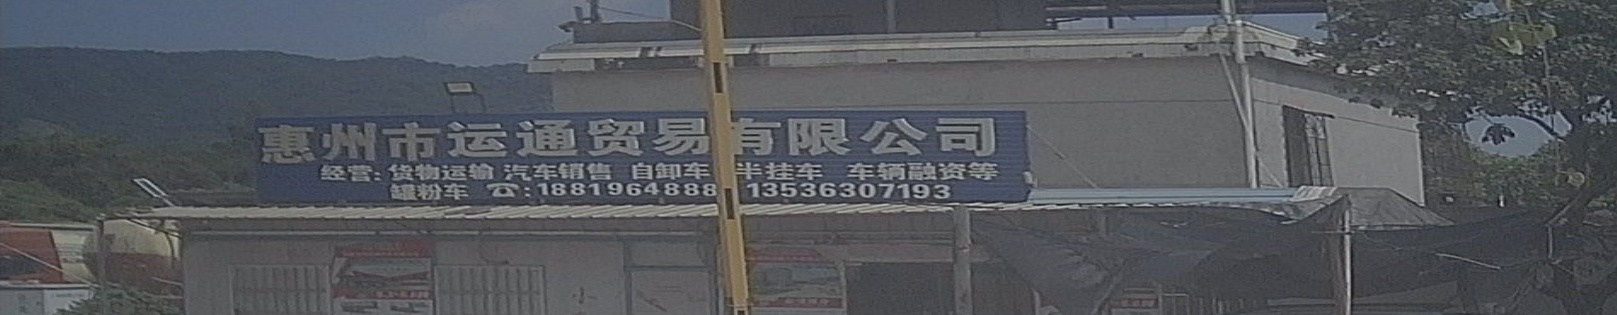 惠州市运通贸易有限公司
经营: 货物运输 汽车销售 自卸车 半挂车 车辆融资等
罐粉车 ☎:1881964888 13536307193